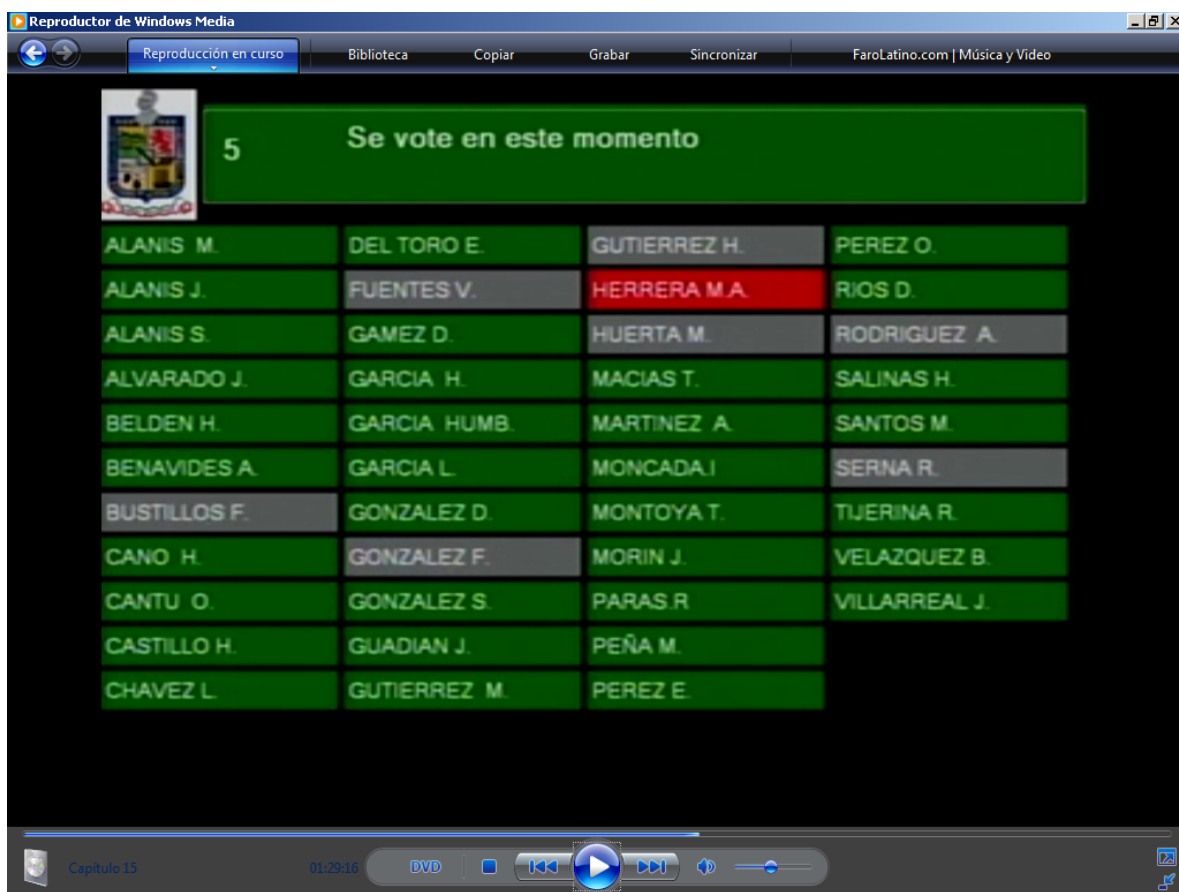 Reproductor de Windows Media
Reproducción en curso Biblioteca Copiar Grabar Sincronizar FaroLatino.com | Música y Video
5 Se vote en este momento
ALANIS M. DEL TORO E. GUTIERREZ H. PEREZ O.
ALANIS J. FUENTES V. HERRERA M.A. RIOS D.
ALANIS S. GAMEZ D. HUERTA M. RODRIGUEZ A.
ALVARADO J. GARCIA H. MACIAS T. SALINAS H.
BELDEN H. GARCIA HUMB. MARTINEZ A. SANTOS M.
BENAVIDES A. GARCIA L. MONCADA.I SERNA R.
BUSTILLOS F. GONZALEZ D. MONTOYA T. TIJERINA R.
CANO H. GONZALEZ F. MORIN J. VELAZQUEZ B.
CANTU O. GONZALEZ S. PARAS.R VILLARREAL J.
CASTILLO H. GUADIAN J. PEÑA M.
CHAVEZ L. GUTIERREZ M. PEREZ E.
Capítulo 15 01:29:16 DVD